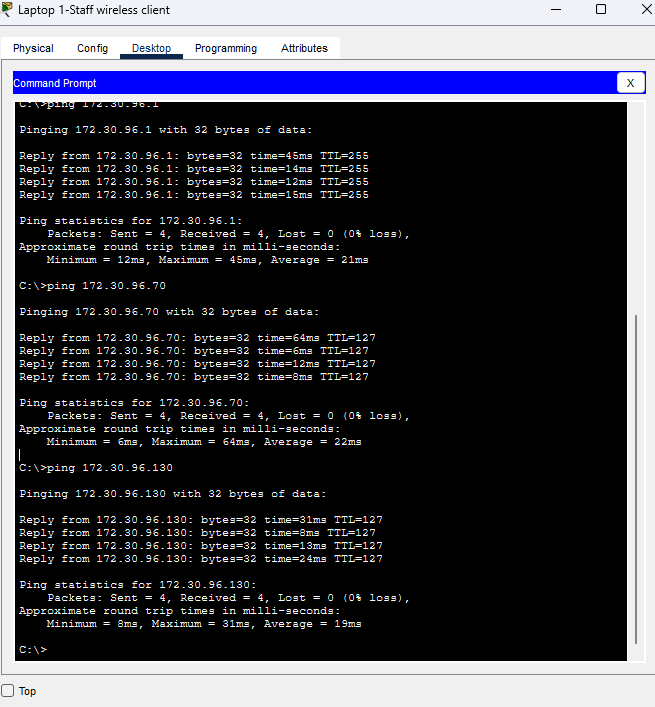 Laptop 1-Staff wireless client
Physical Config Desktop Programming Attributes
Command Prompt
X
C:\>ping 172.30.96.1
Pinging 172.30.96.1 with 32 bytes of data:
Reply from 172.30.96.1: bytes=32 time=45ms TTL=255
Reply from 172.30.96.1: bytes=32 time=14ms TTL=255
Reply from 172.30.96.1: bytes=32 time=12ms TTL=255
Reply from 172.30.96.1: bytes=32 time=15ms TTL=255
Ping statistics for 172.30.96.1:
Packets: Sent = 4, Received = 4, Lost = 0 (0% loss),
Approximate round trip times in milli-seconds:
Minimum = 12ms, Maximum = 45ms, Average = 21ms
C:\>ping 172.30.96.70
Pinging 172.30.96.70 with 32 bytes of data:
Reply from 172.30.96.70: bytes=32 time=64ms TTL=127
Reply from 172.30.96.70: bytes=32 time=6ms TTL=127
Reply from 172.30.96.70: bytes=32 time=12ms TTL=127
Reply from 172.30.96.70: bytes=32 time=8ms TTL=127
Ping statistics for 172.30.96.70:
Packets: Sent = 4, Received = 4, Lost = 0 (0% loss),
Approximate round trip times in milli-seconds:
Minimum = 6ms, Maximum = 64ms, Average = 22ms
C:\>ping 172.30.96.130
Pinging 172.30.96.130 with 32 bytes of data:
Reply from 172.30.96.130: bytes=32 time=31ms TTL=127
Reply from 172.30.96.130: bytes=32 time=8ms TTL=127
Reply from 172.30.96.130: bytes=32 time=13ms TTL=127
Reply from 172.30.96.130: bytes=32 time=24ms TTL=127
Ping statistics for 172.30.96.130:
Packets: Sent = 4, Received = 4, Lost = 0 (0% loss),
Approximate round trip times in milli-seconds:
Minimum = 8ms, Maximum = 31ms, Average = 19ms
C:\>
Top